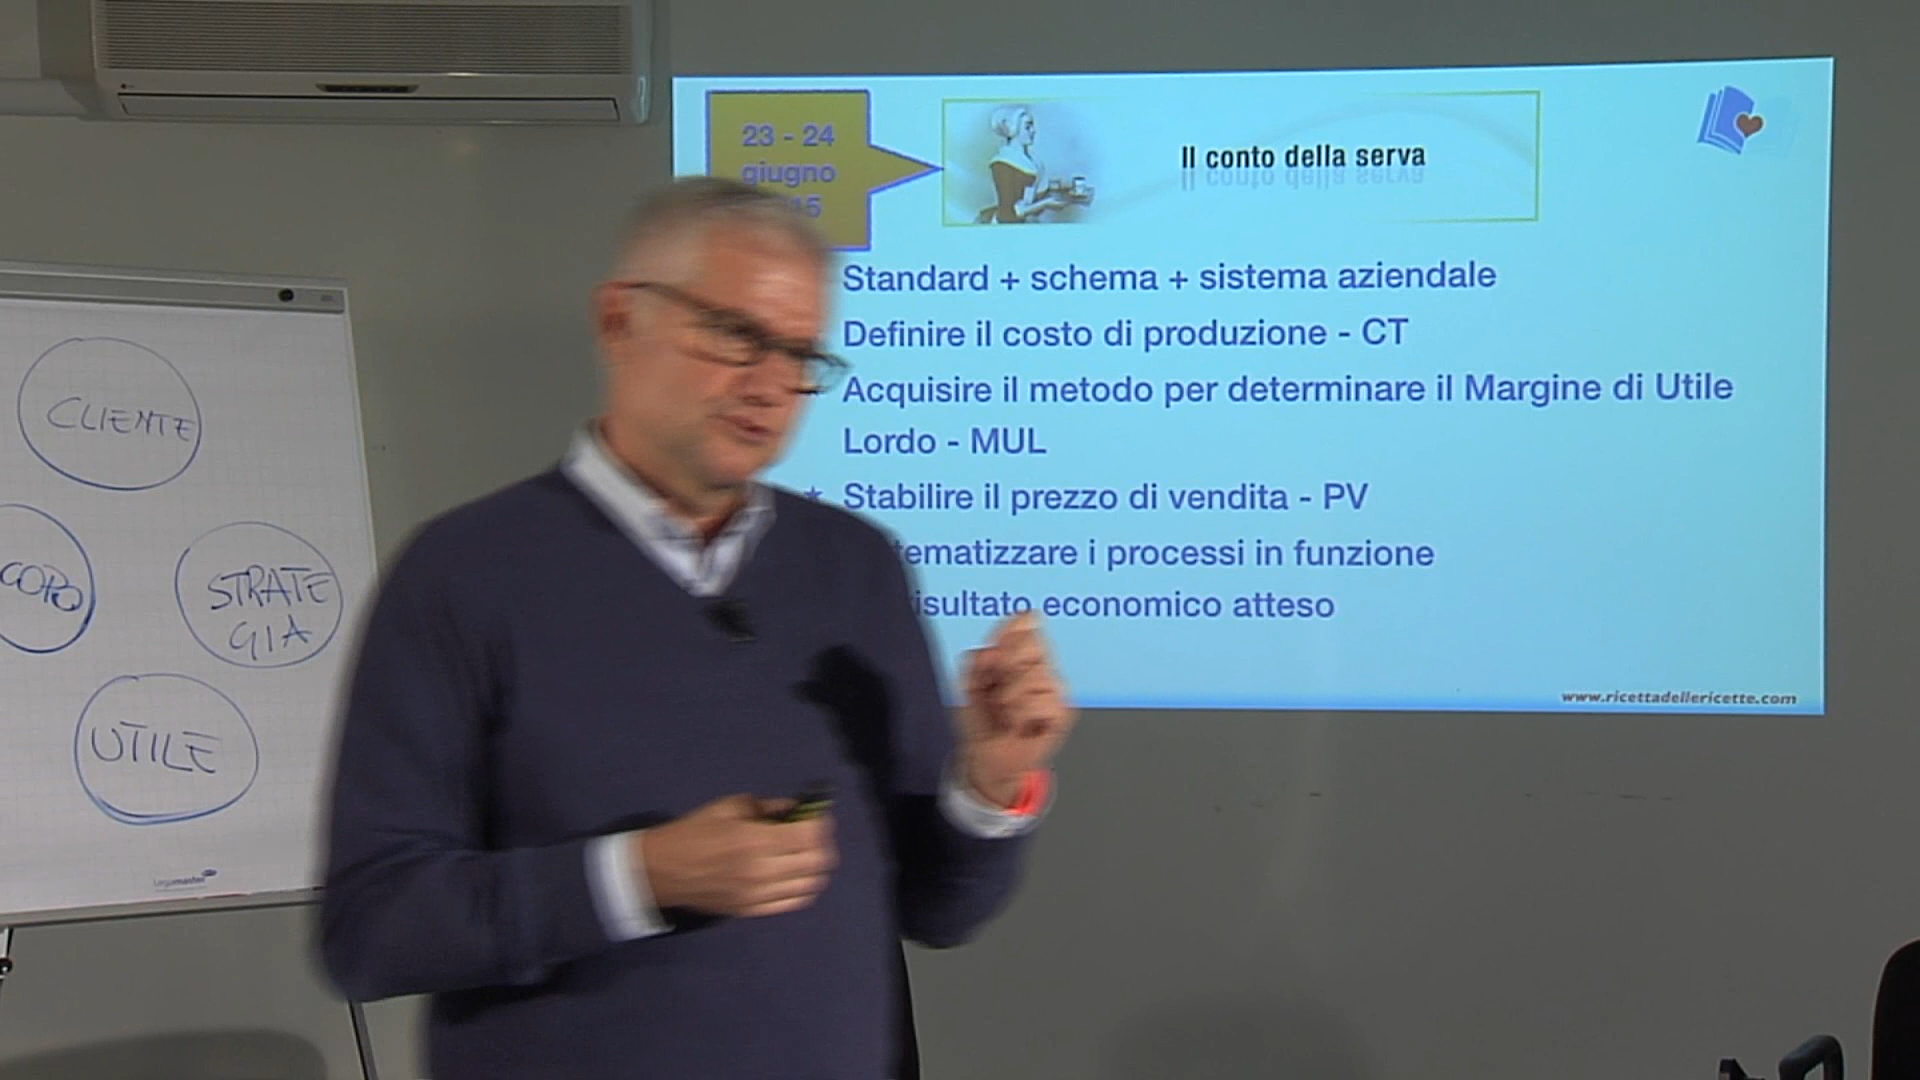 23 - 24
giugno
Il conto della serva
Standard + schema + sistema aziendale
Definire il costo di produzione - CT
Acquisire il metodo per determinare il Margine di Utile
Lordo - MUL
* Stabilire il prezzo di vendita - PV
i processi in funzione
economico atteso
www.ricettadellericette.com
CLIENTE
STRATE
GIA
UTILE